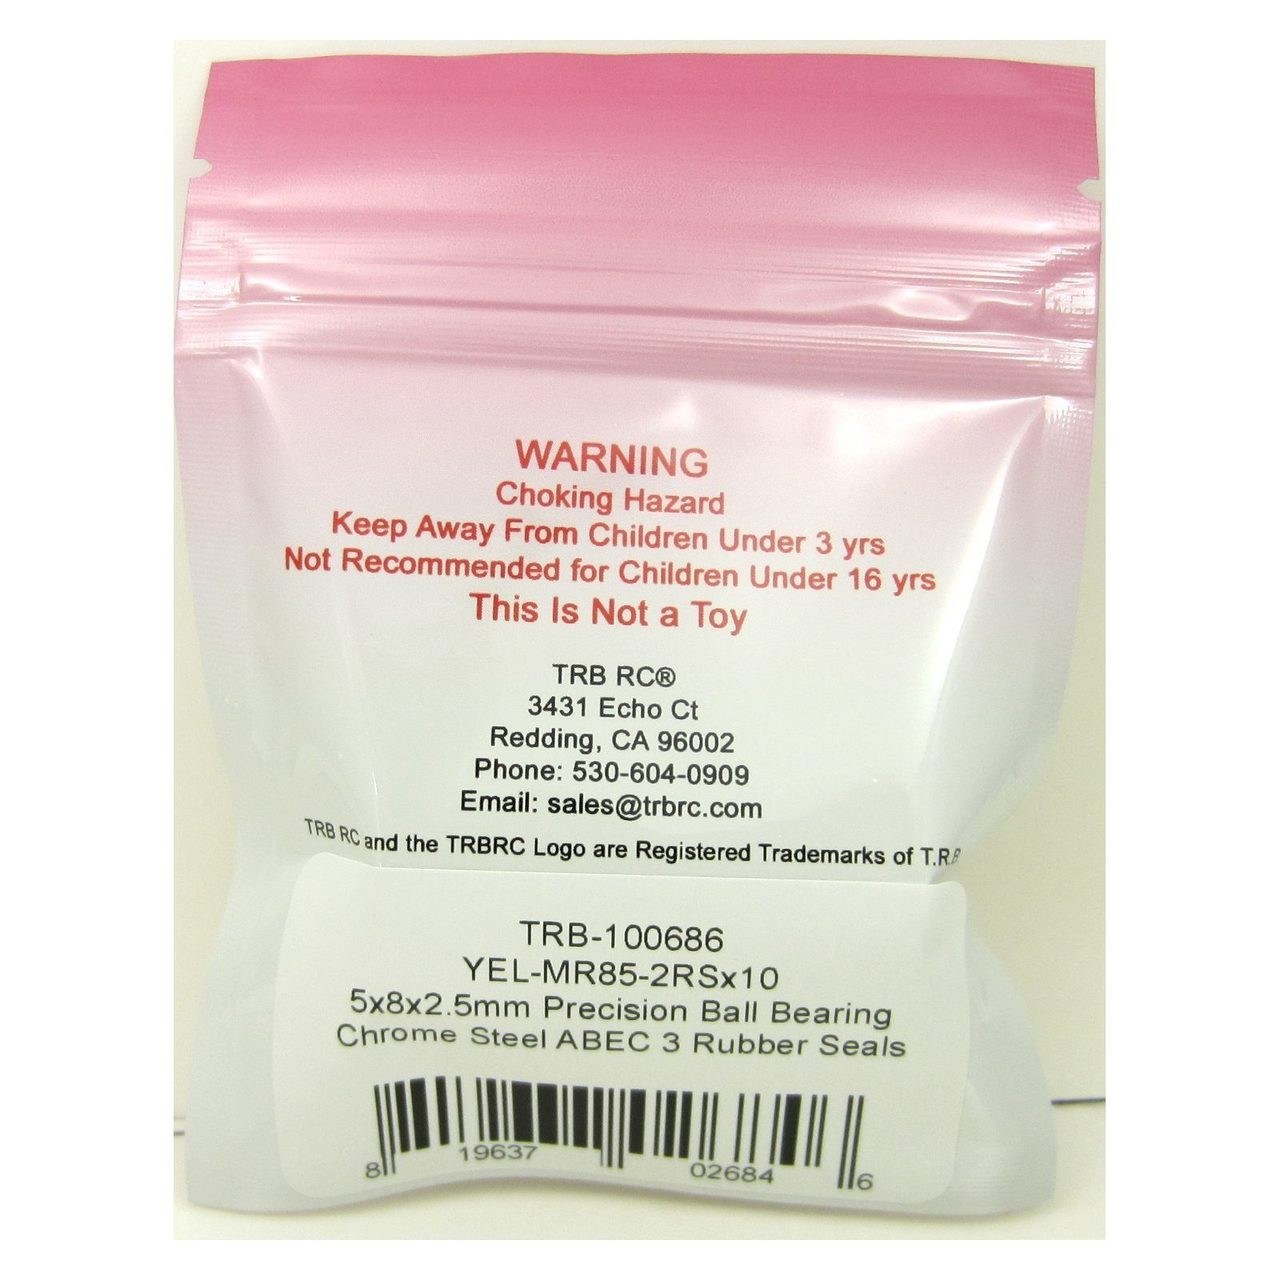 WARNING
Choking Hazard
Keep Away From Children Under 3 yrs
Not Recommended for Children Under 16 yrs
This Is Not a Toy
TRB RC®
3431 Echo Ct
Redding, CA 96002
Phone: 530-604-0909
Email: sales@trbrc.com
TRB RC and the TRBRC Logo are Registered Trademarks of T.R.B
TRB-100686
YEL-MR85-2RSx10
5x8x2.5mm Precision Ball Bearing
Chrome Steel ABEC 3 Rubber Seals
8 19637 02684 6